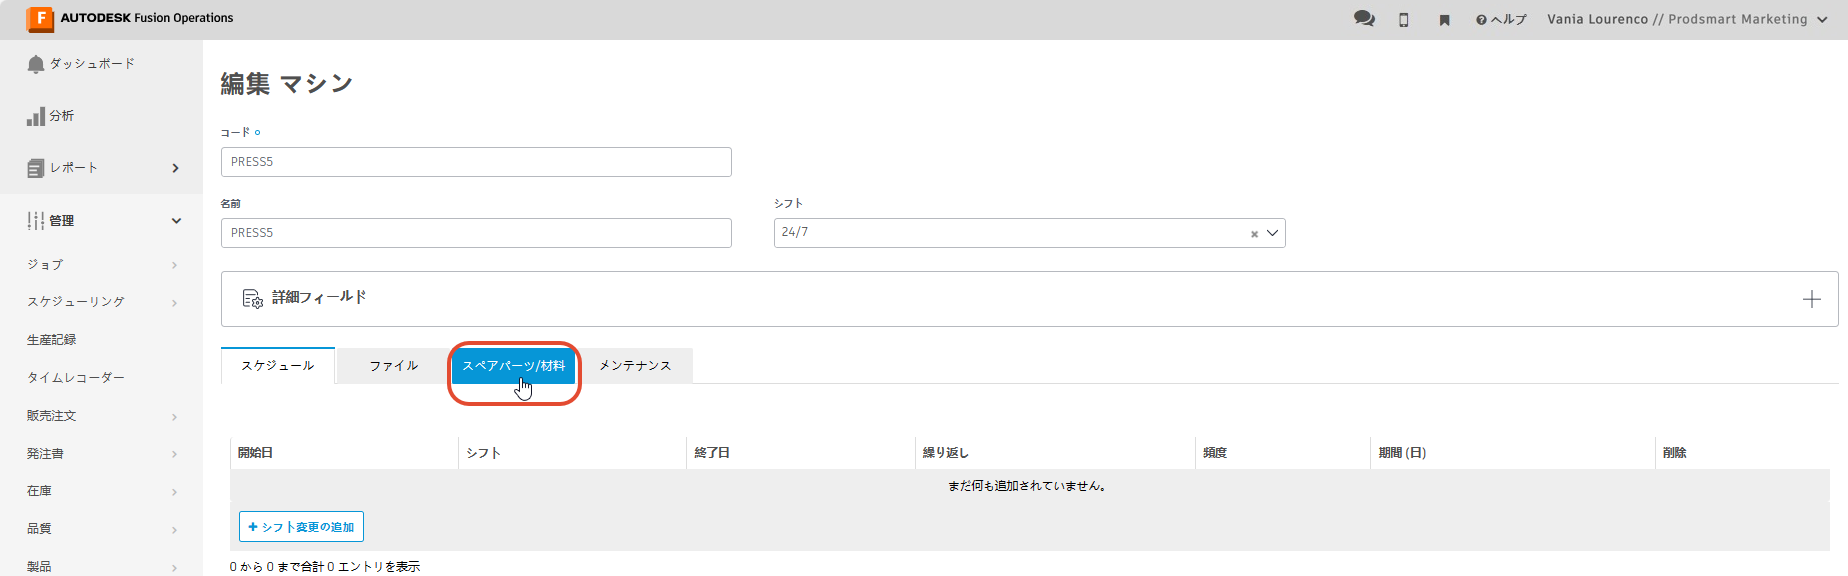 F AUTODESK Fusion Operations
ヘルプ Vania Lourenco // Prodsmart Marketing
ダッシュボード
分析
レポート
管理
ジョブ
スケジューリング
生産記録
タイムレコーダー
販売注文
発注書
在庫
品質
製品
編集 マシン
コード
PRESS5
名前 シフト
PRESS5 24/7
詳細フィールド
スケジュール ファイル スペアパーツ/材料 メンテナンス
開始日 シフト 終了日 繰り返し 頻度 期間 (日) 削除
まだ何も追加されていません。
+ シフト変更の追加
0 から 0 まで合計 0 エントリを表示